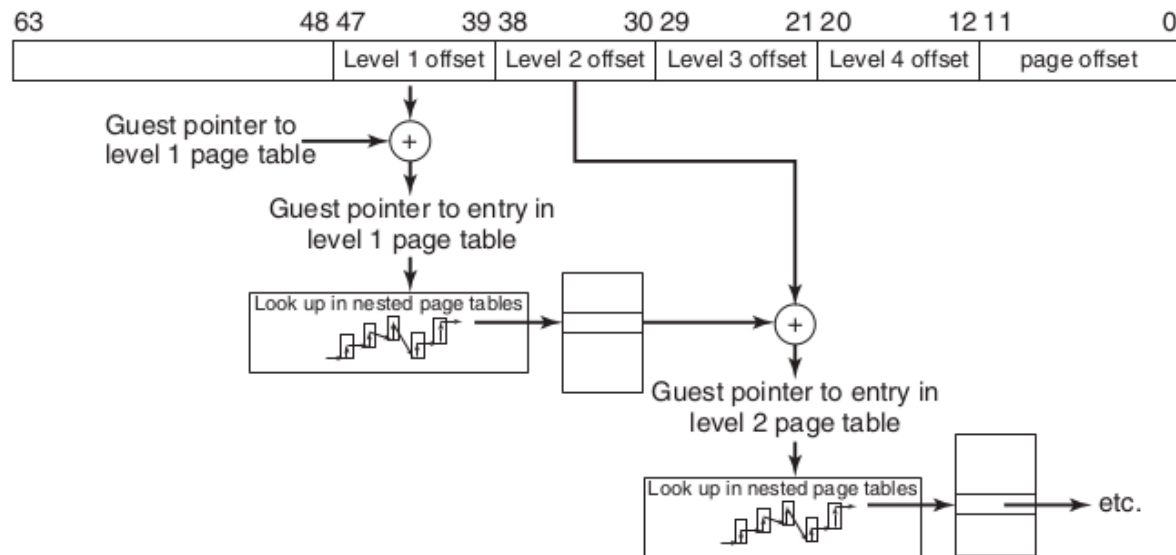 63 48 47 39 38 30 29 21 20 12 11 0
Level 1 offset Level 2 offset Level 3 offset Level 4 offset page offset
Guest pointer to
level 1 page table
+
Guest pointer to entry in
level 1 page table
Look up in nested page tables
+
Guest pointer to entry in
level 2 page table
Look up in nested page tables
etc.